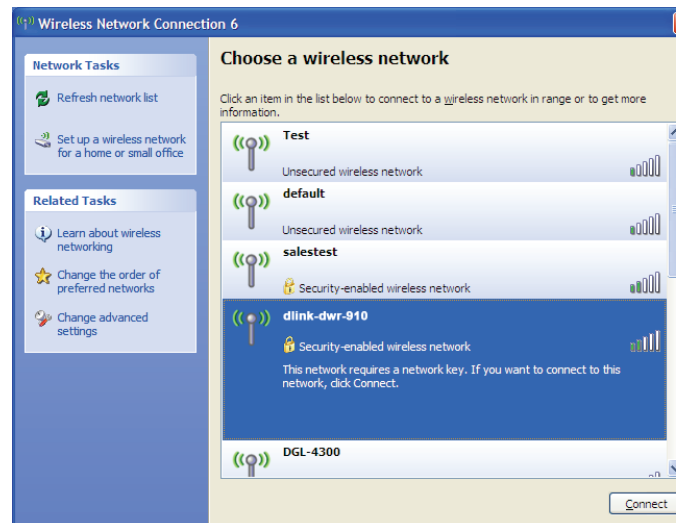 Wireless Network Connection 6
Network Tasks
Refresh network list
Set up a wireless network
for a home or small office
Related Tasks
Learn about wireless
networking
Change the order of
preferred networks
Change advanced
settings
Choose a wireless network
Click an item in the list below to connect to a wireless network in range or to get more
information.
Test
Unsecured wireless network
default
Unsecured wireless network
salestest
Security-enabled wireless network
dlink-dwr-910
Security-enabled wireless network
This network requires a network key. If you want to connect to this
network, click Connect.
DGL-4300
Connect